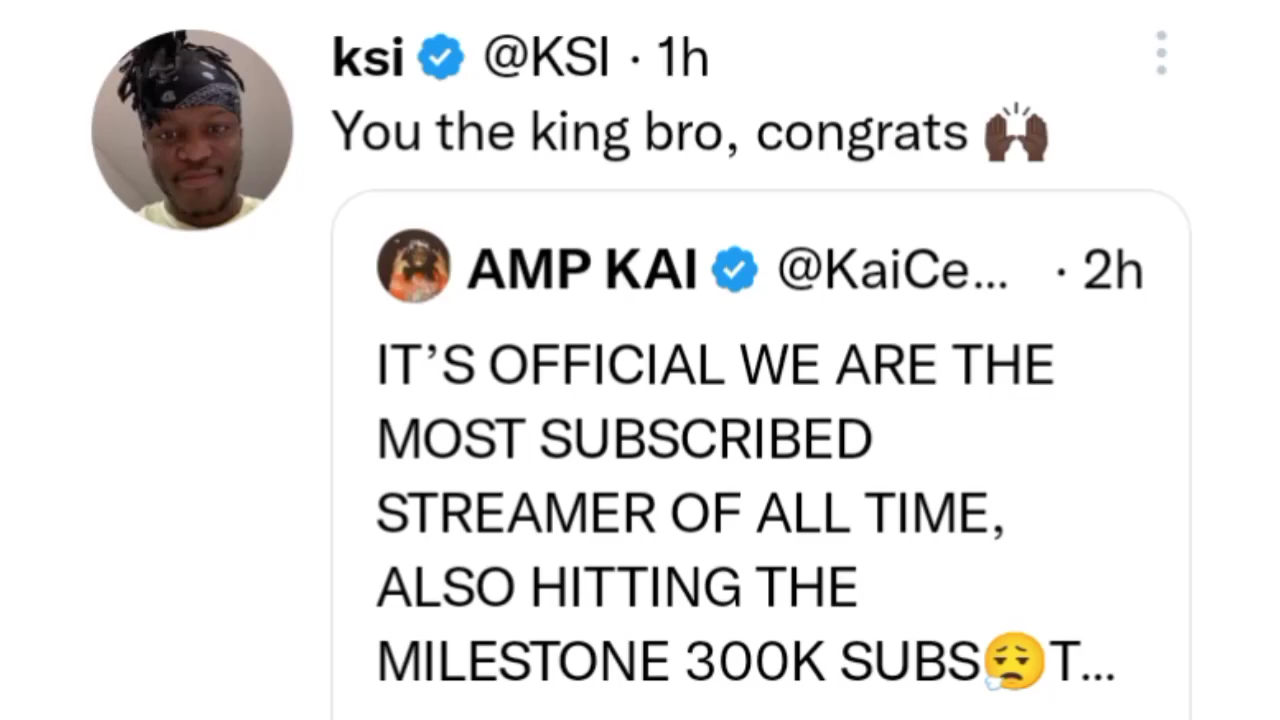 ksi @KSI · 1h
You the king bro, congrats 🙌🏿
AMP KAI @KaiCe... · 2h
IT’S OFFICIAL WE ARE THE
MOST SUBSCRIBED
STREAMER OF ALL TIME,
ALSO HITTING THE
MILESTONE 300K SUBS😮‍💨T...